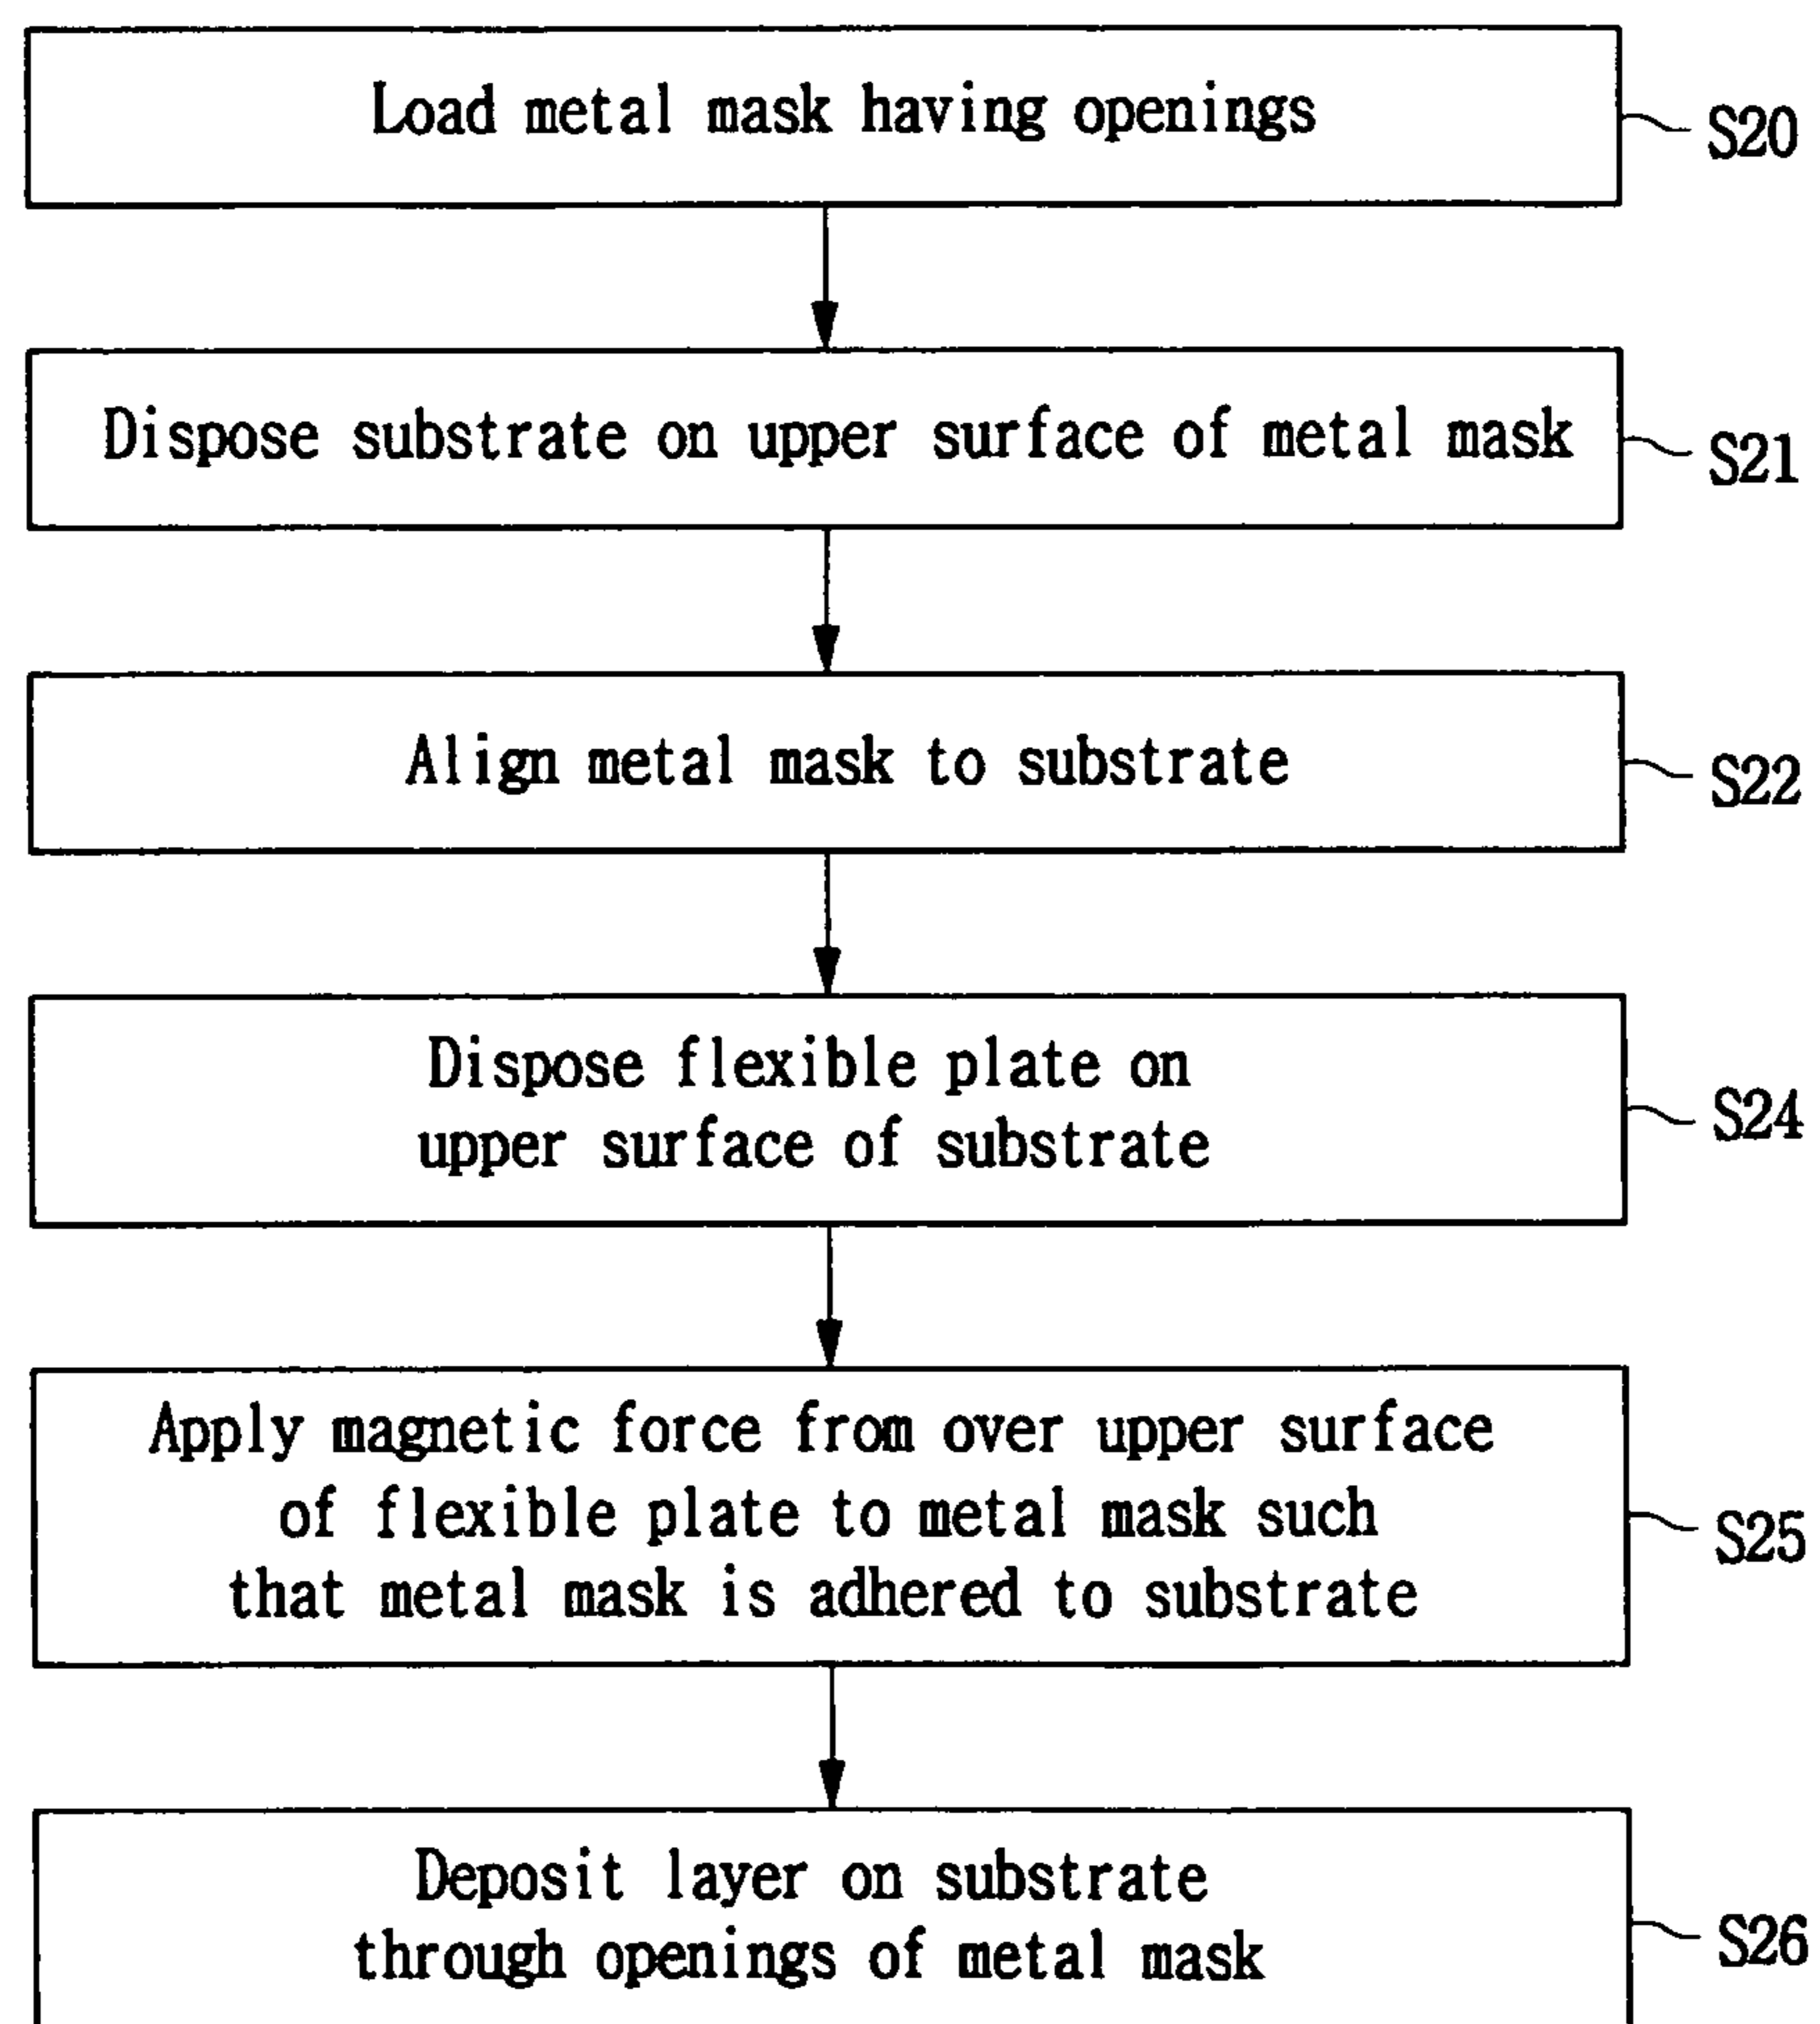 Load metal mask having openings
S20
Dispose substrate on upper surface of metal mask
S21
Align metal mask to substrate
S22
Dispose flexible plate on
upper surface of substrate
S24
Apply magnetic force from over upper surface
of flexible plate to metal mask such
that metal mask is adhered to substrate
S25
Deposit layer on substrate
through openings of metal mask
S26